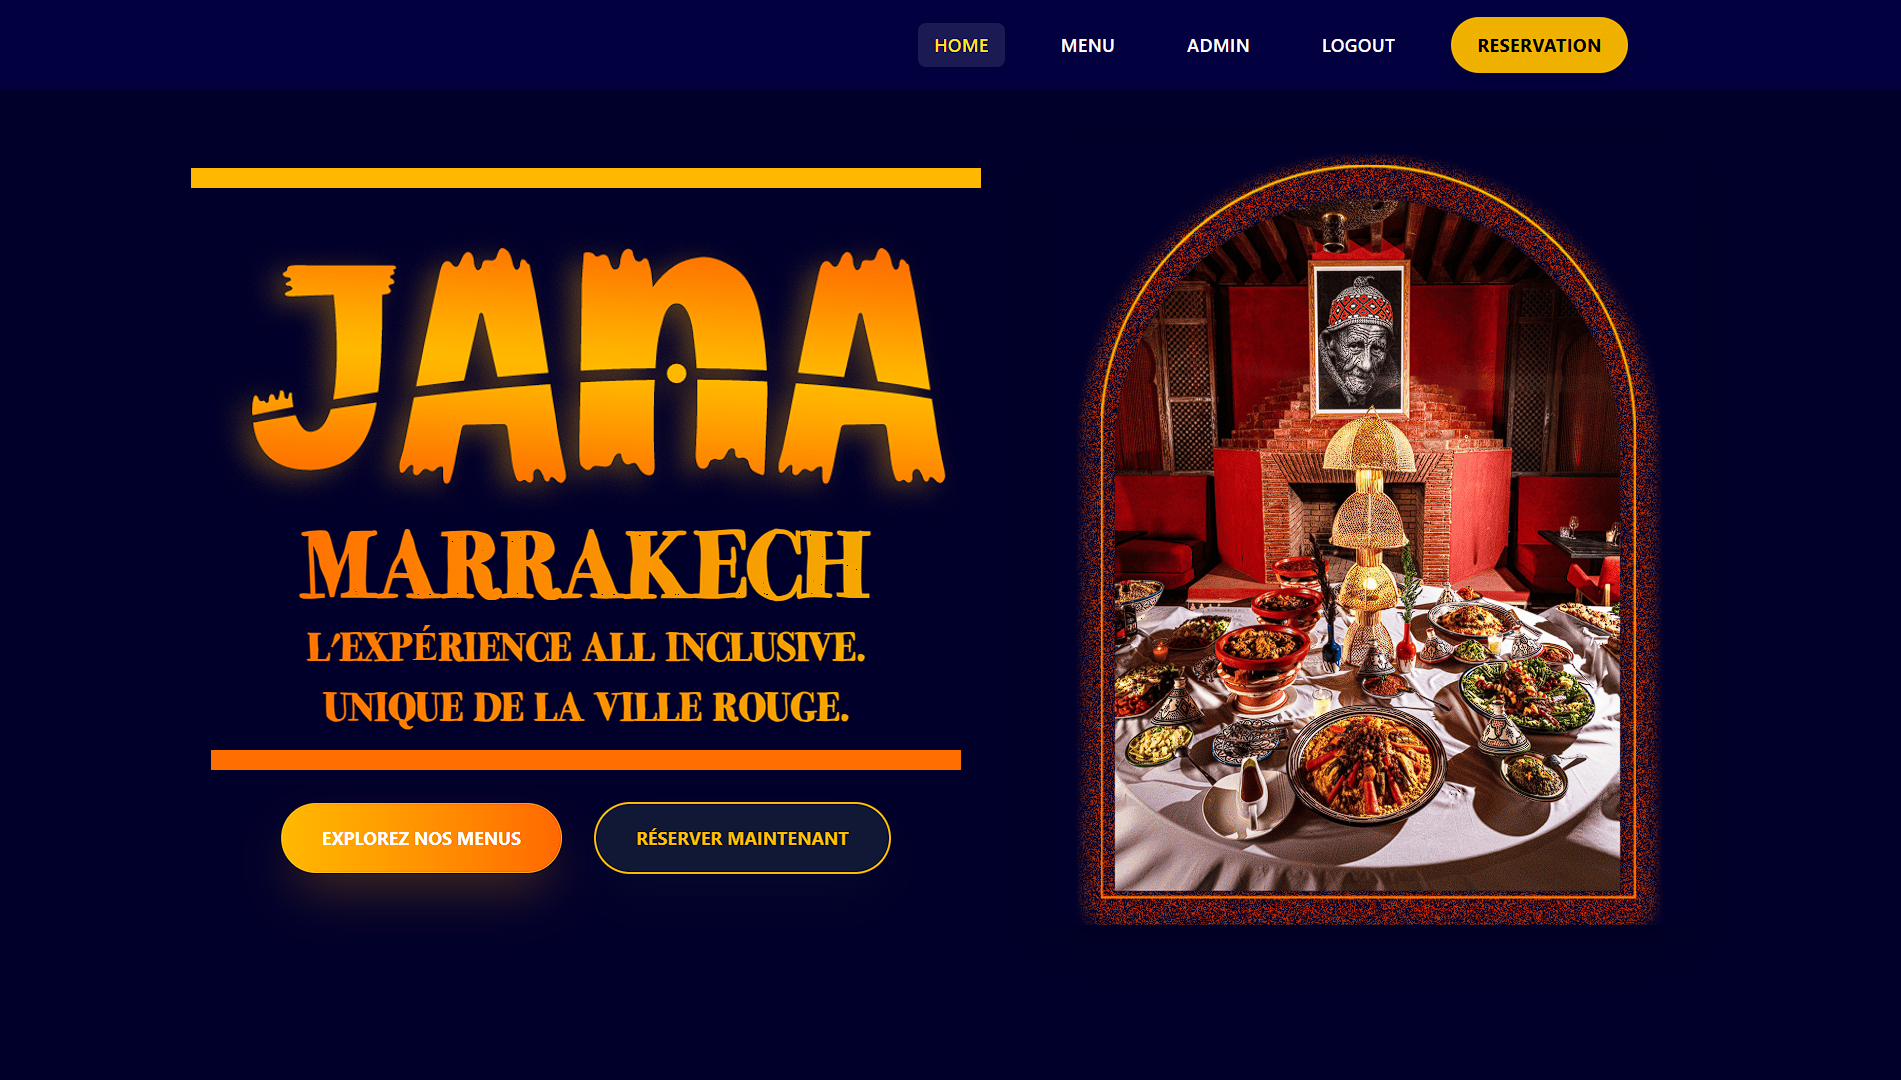 HOME
MENU
ADMIN
LOGOUT
RESERVATION
JANA
MARRAKECH
L'EXPÉRIENCE ALL INCLUSIVE.
UNIQUE DE LA VILLE ROUGE.
EXPLOREZ NOS MENUS
RÉSERVER MAINTENANT